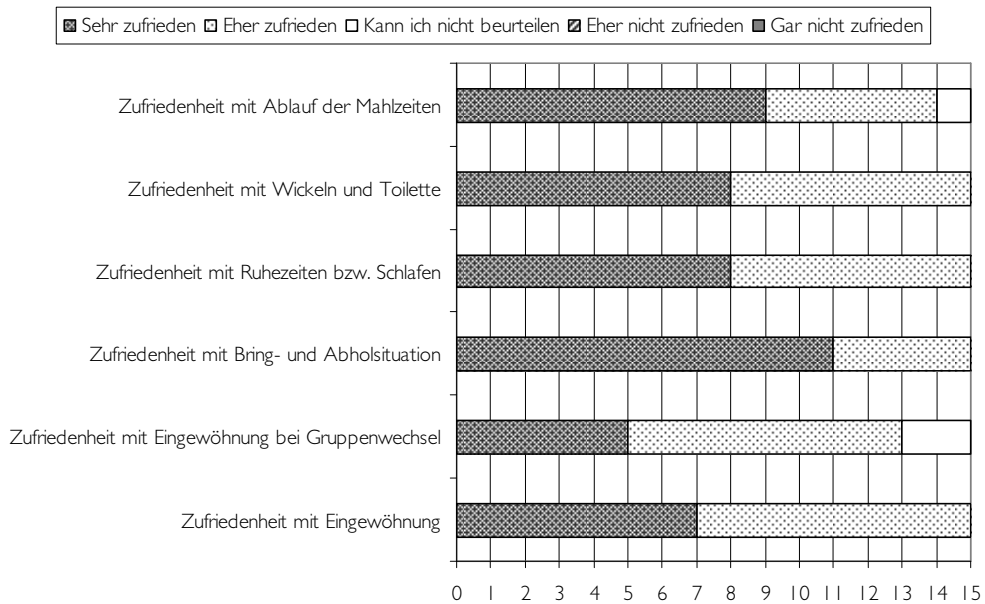 Sehr zufrieden Eher zufrieden Kann ich nicht beurteilen Eher nicht zufrieden Gar nicht zufrieden
Zufriedenheit mit Ablauf der Mahlzeiten
Zufriedenheit mit Wickeln und Toilette
Zufriedenheit mit Ruhezeiten bzw. Schlafen
Zufriedenheit mit Bring- und Abholsituation
Zufriedenheit mit Eingewöhnung bei Gruppenwechsel
Zufriedenheit mit Eingewöhnung
0 1 2 3 4 5 6 7 8 9 10 11 12 13 14 15